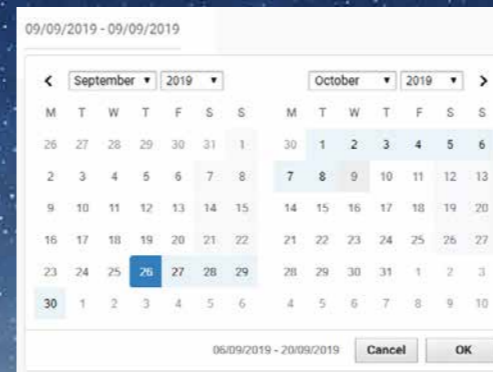 09/09/2019 - 09/09/2019
September 2019 October 2019
M T W T F S S M T W T F S S
26 27 28 29 30 31 1 30 1 2 3 4 5 6
2 3 4 5 6 7 8 7 8 9 10 11 12 13
9 10 11 12 13 14 15 14 15 16 17 18 19 20
16 17 18 19 20 21 22 21 22 23 24 25 26 27
23 24 25 26 27 28 29 28 29 30 31 1 2 3
30 1 2 3 4 5 6 4 5 6 7 8 9 10
06/09/2019 - 20/09/2019 Cancel OK